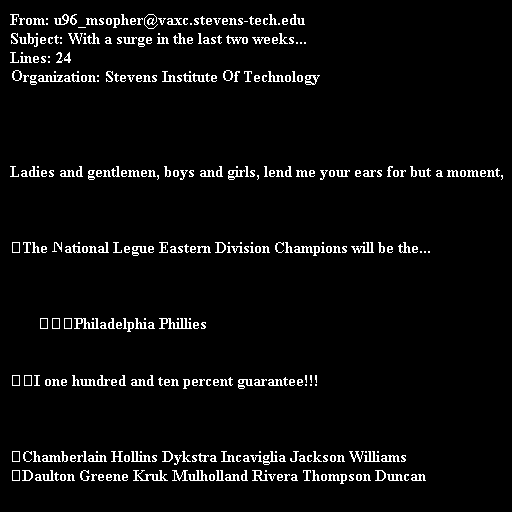 From: u96_msopher@vaxc.stevens-tech.edu
Subject: With a surge in the last two weeks...
Lines: 24
Organization: Stevens Institute Of Technology
Ladies and gentlemen, boys and girls, lend me your ears for but a moment,
□The National Legue Eastern Division Champions will be the...
□□□Philadelphia Phillies
□□I one hundred and ten percent guarantee!!!
□Chamberlain Hollins Dykstra Incaviglia Jackson Williams
□Daulton Greene Kruk Mulholland Rivera Thompson Duncan